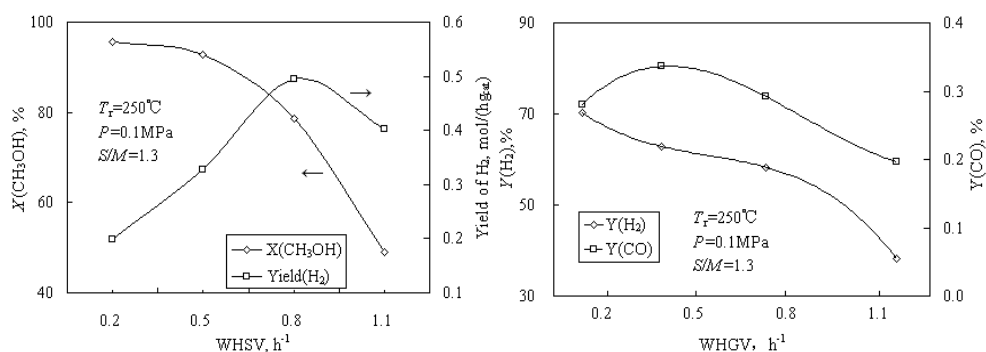 100
80
60
40
X(CH₃OH), %
0.6
0.5
0.4
0.3
0.2
0.1
Yield of H₂, mol/(hg_cat.)
T_r=250℃
P=0.1MPa
S/M=1.3
X(CH₃OH)
Yield(H₂)
0.2 0.5 0.8 1.1
WHSV, h⁻¹
90
70
50
30
Y(H₂),%
0.4
0.3
0.2
0.1
0.0
Y(CO), %
Y(H₂)
Y(CO)
T_r=250℃
P=0.1MPa
S/M=1.3
0.2 0.5 0.8 1.1
WHGV, h⁻¹